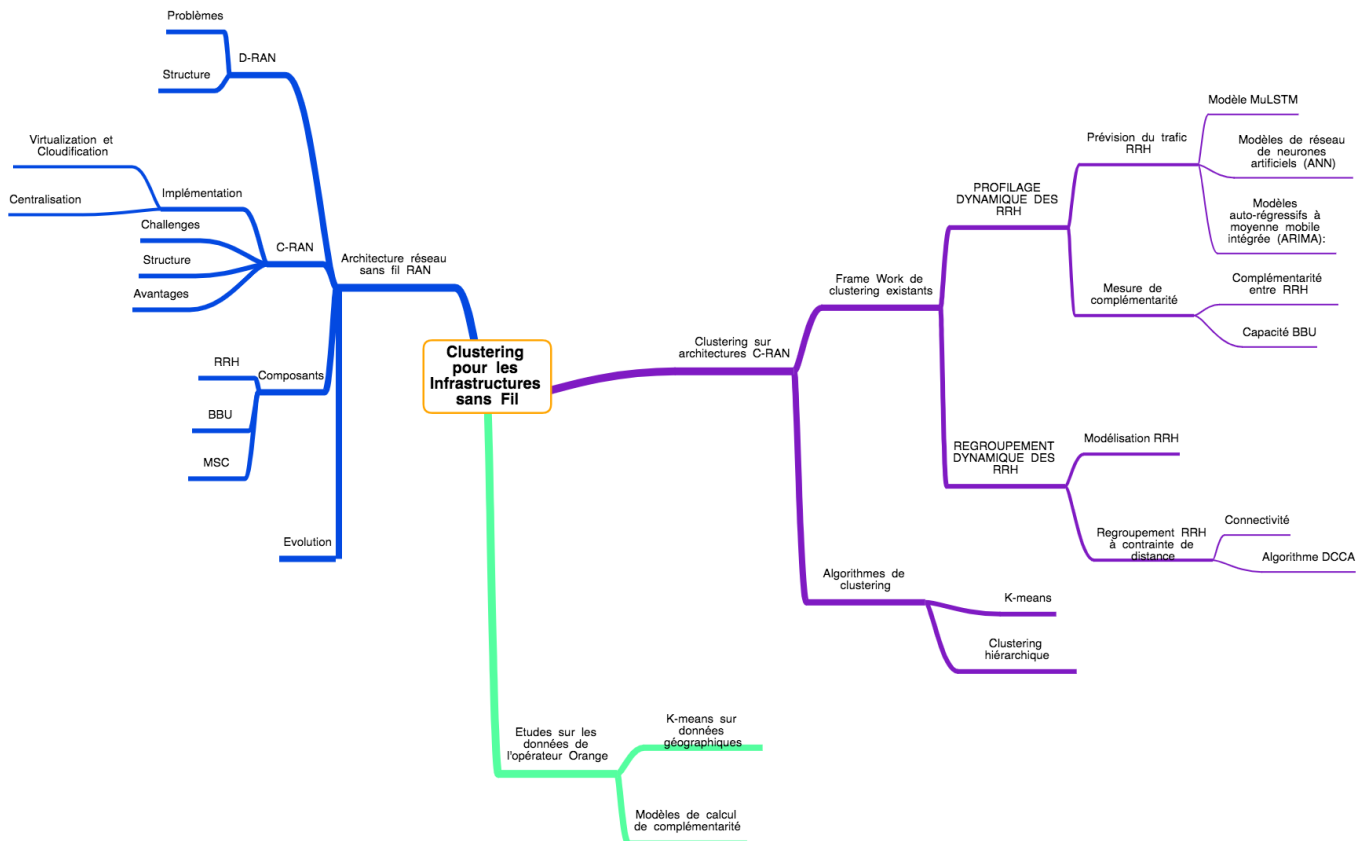 Problèmes
D-RAN
Structure
Virtualization et
Cloudification
Implémentation
Centralisation
Challenges
C-RAN
Structure
Avantages
Architecture réseau
sans fil RAN
RRH
Composants
BBU
MSC
Evolution
Clustering
pour les
Infrastructures
sans Fil
Clustering sur
architectures C-RAN
Frame Work de
clustering existants
PROFILAGE
DYNAMIQUE DES
RRH
Prévision du trafic
RRH
Modèle MuLSTM
Modèles de réseau
de neurones
artificiels (ANN)
Modèles
auto-régressifs à
moyenne mobile
intégrée (ARIMA):
Mesure de
complémentarité
Complémentarité
entre RRH
Capacité BBU
REGROUPEMENT
DYNAMIQUE DES
RRH
Modélisation RRH
Regroupement RRH
à contrainte de
distance
Connectivité
Algorithme DCCA
Algorithmes de
clustering
K-means
Clustering
hiérarchique
Etudes sur les
données de
l'opérateur Orange
K-means sur
données
géographiques
Modèles de calcul
de complémentarité